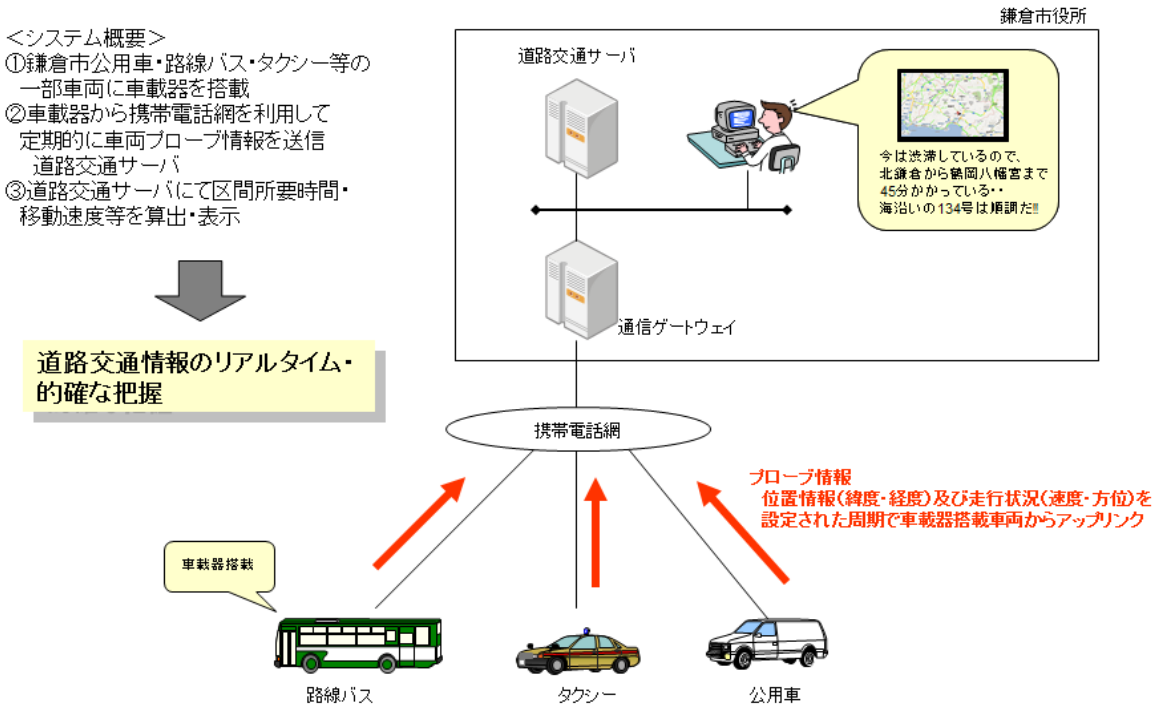 鎌倉市役所
＜システム概要＞
①鎌倉市公用車・路線バス・タクシー等の
一部車両に車載器を搭載
②車載器から携帯電話網を利用して
定期的に車両プローブ情報を送信
道路交通サーバ
③道路交通サーバにて区間所要時間・
移動速度等を算出・表示
道路交通情報のリアルタイム・
的確な把握
道路交通サーバ
今は渋滞しているので、
北鎌倉から鶴岡八幡宮まで
45分かかっている・・
海沿いの134号は順調だ!!
通信ゲートウェイ
携帯電話網
プローブ情報
位置情報(緯度・経度)及び走行状況(速度・方位)を
設定された周期で車載器搭載車両からアップリンク
車載器搭載
路線バス
タクシー
公用車